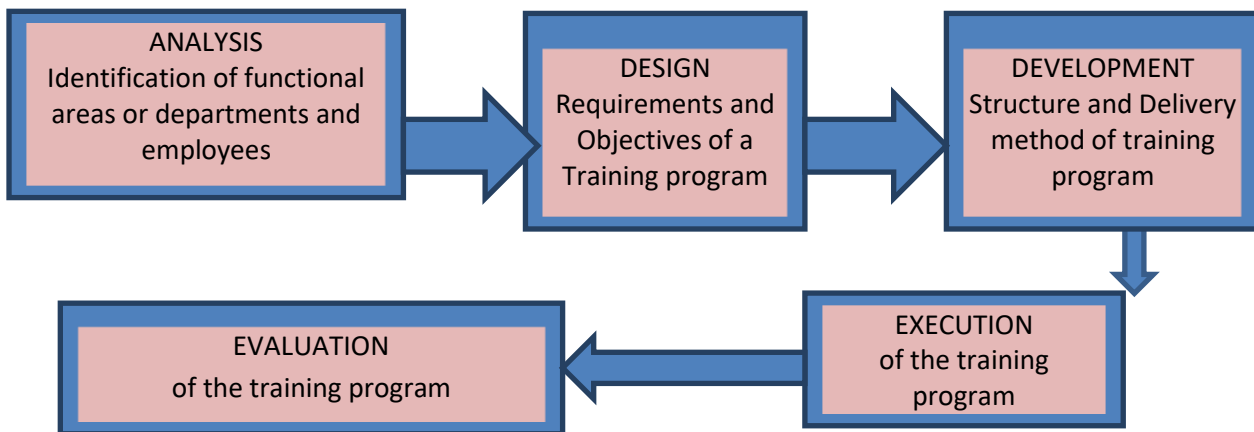 ANALYSIS
Identification of functional
areas or departments and
employees
DESIGN
Requirements and
Objectives of a
Training program
DEVELOPMENT
Structure and Delivery
method of training
program
EXECUTION
of the training
program
EVALUATION
of the training program